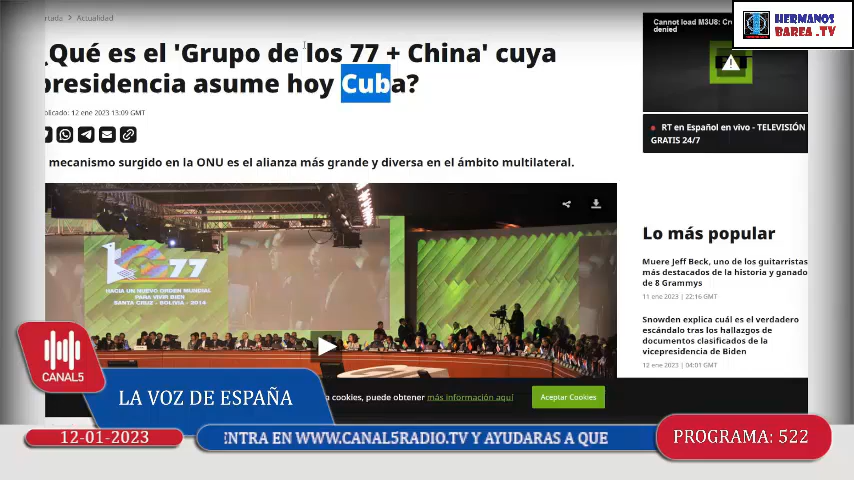 rtada > Actualidad
¿Qué es el 'Grupo de los 77 + China' cuya
presidencia asume hoy Cuba?
blicado: 12 ene 2023 13:09 GMT
mecanismo surgido en la ONU es el alianza más grande y diversa en el ámbito multilateral.
G77
HACIA UN NUEVO ORDEN MUNDIAL
PARA VIVIR BIEN
SANTA CRUZ - BOLIVIA - 2014
a cookies, puede obtener más información aquí
Aceptar Cookies
Cannot load M3U8: Cr
denied
HERMANOS
BAREA .TV
RT en Español en vivo - TELEVISIÓN
GRATIS 24/7
Lo más popular
Muere Jeff Beck, uno de los guitarristas
más destacados de la historia y ganador
de 8 Grammys
11 ene 2023 | 22:16 GMT
Snowden explica cuál es el verdadero
escándalo tras los hallazgos de
documentos clasificados de la
vicepresidencia de Biden
12 ene 2023 | 04:01 GMT
CANAL5
LA VOZ DE ESPAÑA
12-01-2023
ENTRA EN WWW.CANAL5RADIO.TV Y AYUDARAS A QUE
PROGRAMA: 522